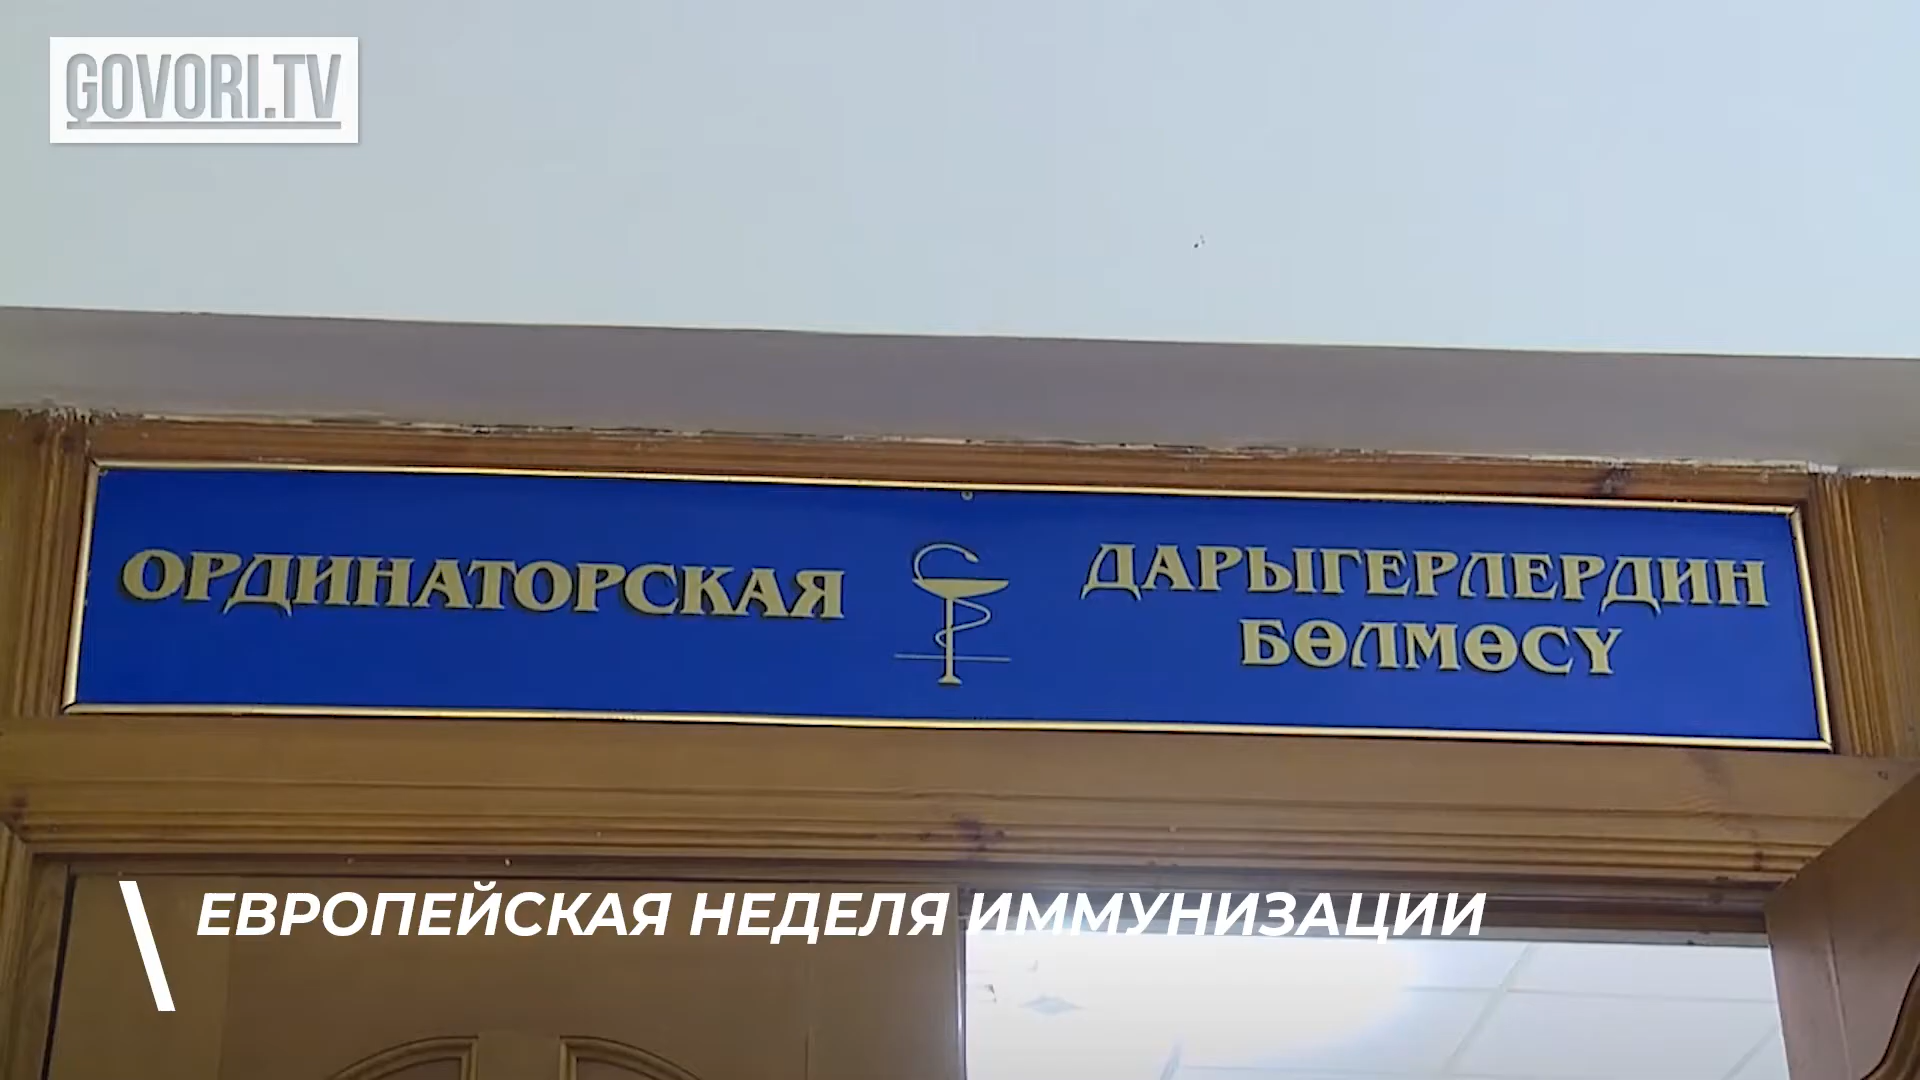 GOVORI.TV
ОРДИНАТОРСКАЯ
ДАРЫГЕРЛЕРДИН
БӨЛМӨСҮ
ЕВРОПЕЙСКАЯ НЕДЕЛЯ ИММУНИЗАЦИИ